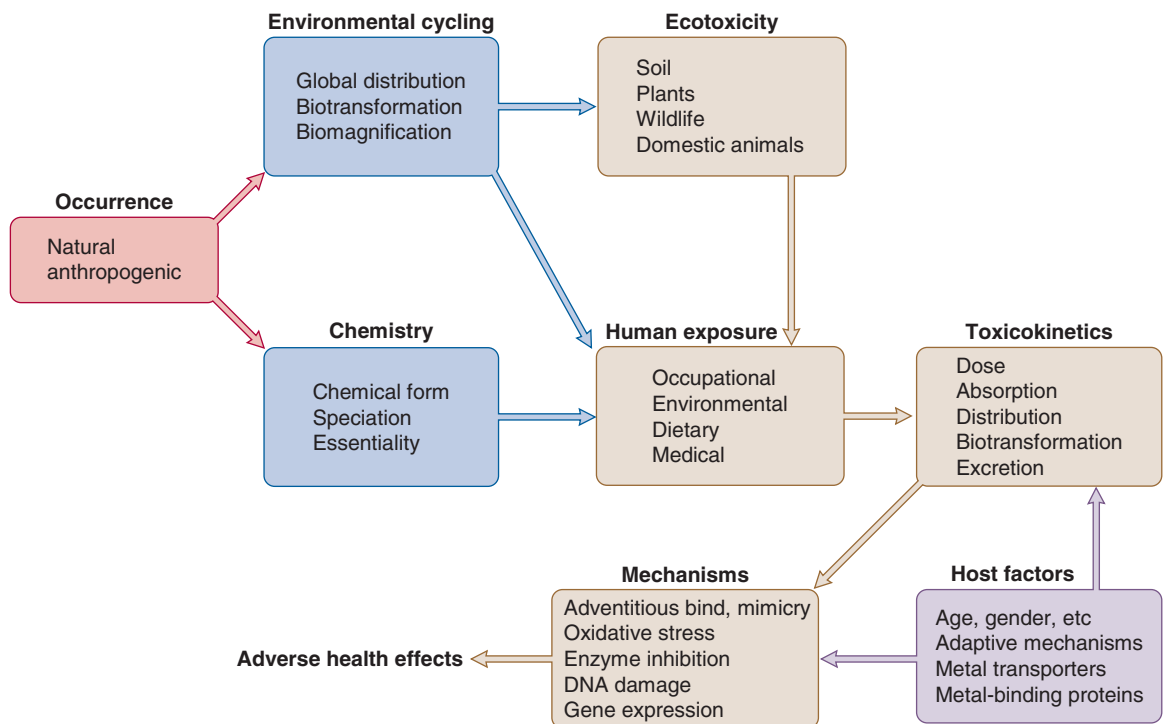 Environmental cycling
Global distribution
Biotransformation
Biomagnification
Ecotoxicity
Soil
Plants
Wildlife
Domestic animals
Occurrence
Natural
anthropogenic
Chemistry
Chemical form
Speciation
Essentiality
Human exposure
Occupational
Environmental
Dietary
Medical
Toxicokinetics
Dose
Absorption
Distribution
Biotransformation
Excretion
Mechanisms
Adventitious bind, mimicry
Oxidative stress
Enzyme inhibition
DNA damage
Gene expression
Host factors
Age, gender, etc
Adaptive mechanisms
Metal transporters
Metal-binding proteins
Adverse health effects